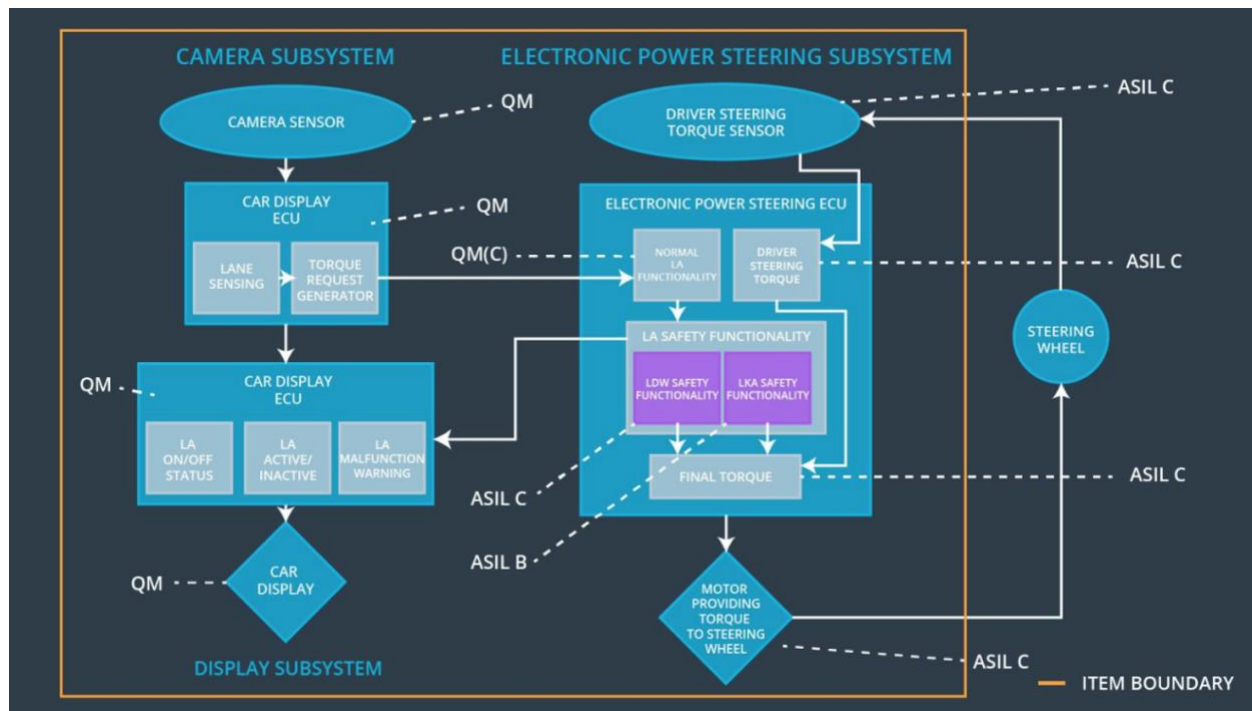 CAMERA SUBSYSTEM
ELECTRONIC POWER STEERING SUBSYSTEM
CAMERA SENSOR
QM
DRIVER STEERING
TORQUE SENSOR
ASIL C
CAR DISPLAY
ECU
QM
LANE
SENSING
TORQUE
REQUEST
GENERATOR
ELECTRONIC POWER STEERING ECU
QM(C)
NORMAL
LA
FUNCTIONALITY
DRIVER
STEERING
TORQUE
ASIL C
STEERING
WHEEL
LA SAFETY FUNCTIONALITY
LDW SAFETY
FUNCTIONALITY
LKA SAFETY
FUNCTIONALITY
QM
CAR DISPLAY
ECU
LA
ON/OFF
STATUS
LA
ACTIVE/
INACTIVE
LA
MALFUNCTION
WARNING
FINAL TORQUE
ASIL C
ASIL C
ASIL B
QM
CAR
DISPLAY
MOTOR
PROVIDING
TORQUE
TO STEERING
WHEEL
ASIL C
DISPLAY SUBSYSTEM
ITEM BOUNDARY